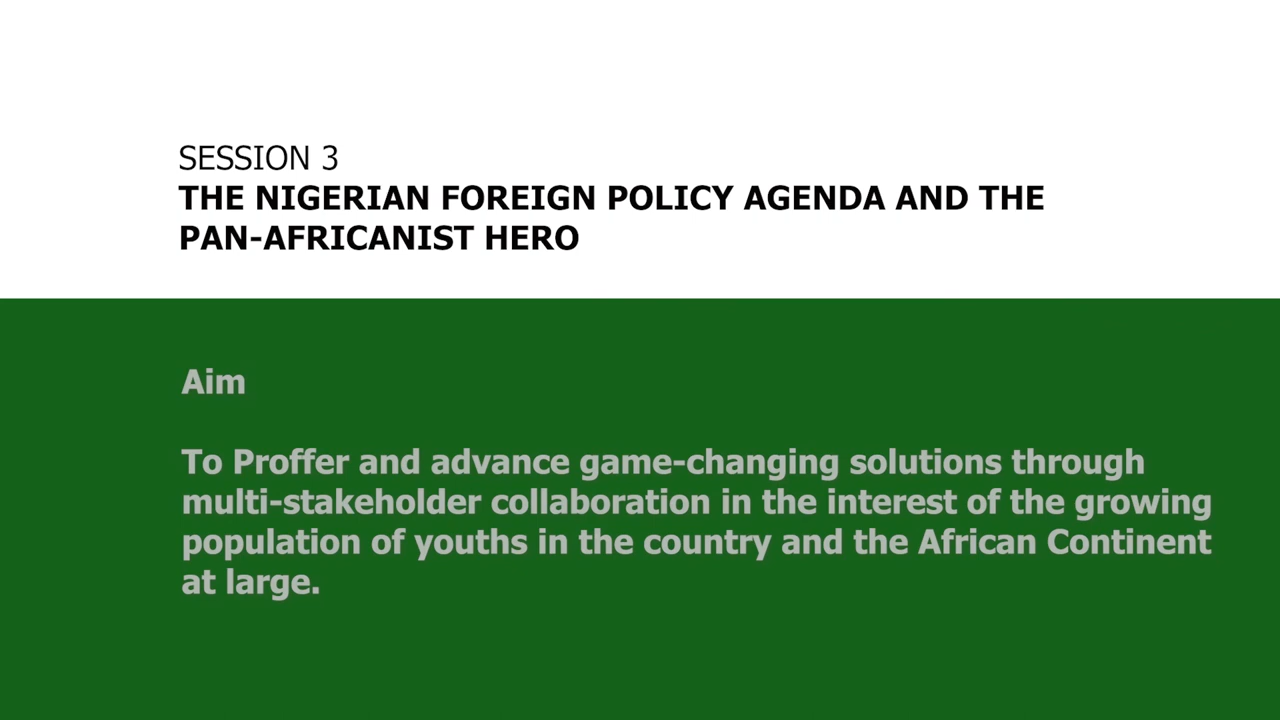 SESSION 3
THE NIGERIAN FOREIGN POLICY AGENDA AND THE
PAN-AFRICANIST HERO
Aim
To Proffer and advance game-changing solutions through
multi-stakeholder collaboration in the interest of the growing
population of youths in the country and the African Continent
at large.